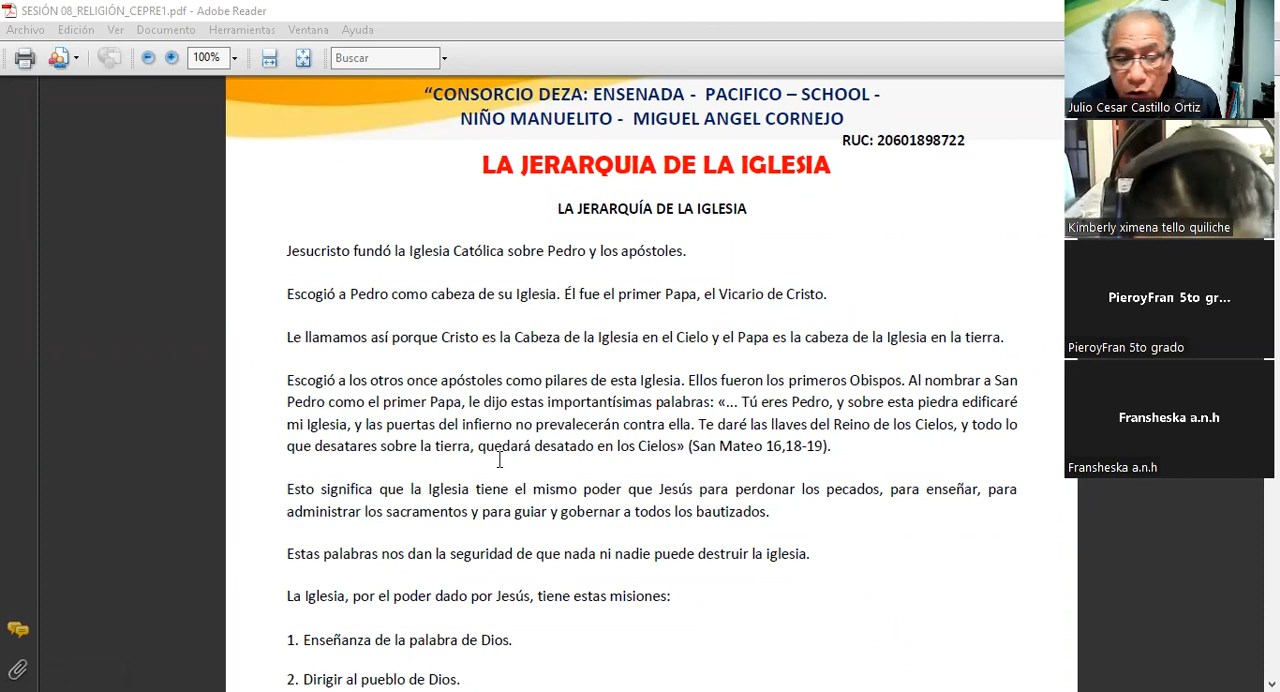 SESIÓN 08_RELIGIÓN_CEPRE1.pdf - Adobe Reader
Archivo Edición Ver Documento Herramientas Ventana Ayuda
100%
Buscar
“CONSORCIO DEZA: ENSENADA - PACIFICO – SCHOOL -
NIÑO MANUELITO - MIGUEL ANGEL CORNEJO
RUC: 20601898722
LA JERARQUIA DE LA IGLESIA
LA JERARQUÍA DE LA IGLESIA
Jesucristo fundó la Iglesia Católica sobre Pedro y los apóstoles.
Escogió a Pedro como cabeza de su Iglesia. Él fue el primer Papa, el Vicario de Cristo.
Le llamamos así porque Cristo es la Cabeza de la Iglesia en el Cielo y el Papa es la cabeza de la Iglesia en la tierra.
Escogió a los otros once apóstoles como pilares de esta Iglesia. Ellos fueron los primeros Obispos. Al nombrar a San
Pedro como el primer Papa, le dijo estas importantísimas palabras: «... Tú eres Pedro, y sobre esta piedra edificaré
mi Iglesia, y las puertas del infierno no prevalecerán contra ella. Te daré las llaves del Reino de los Cielos, y todo lo
que desatares sobre la tierra, quedará desatado en los Cielos» (San Mateo 16,18-19).
Esto significa que la Iglesia tiene el mismo poder que Jesús para perdonar los pecados, para enseñar, para
administrar los sacramentos y para guiar y gobernar a todos los bautizados.
Estas palabras nos dan la seguridad de que nada ni nadie puede destruir la iglesia.
La Iglesia, por el poder dado por Jesús, tiene estas misiones:
1. Enseñanza de la palabra de Dios.
2. Dirigir al pueblo de Dios.
Julio Cesar Castillo Ortiz
Kimberly ximena tello quiliche
PieroyFran 5to gr...
PieroyFran 5to grado
Fransheska a.n.h
Fransheska a.n.h